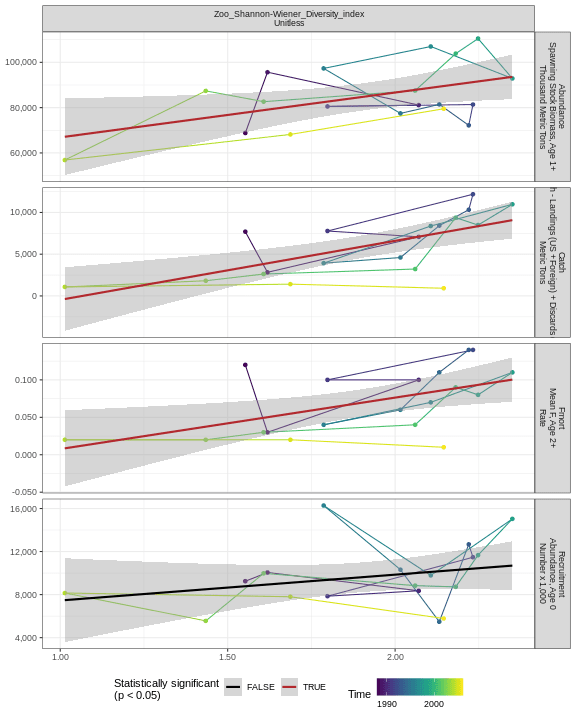 Zoo_Shannon-Wiener_Diversity_index
Unitless
100,000
80,000
60,000
Abundance
Spawning Stock Biomass, Age 1+
Thousand Metric Tons
10,000
5,000
0
Catch
h - Landings (US +Foreign) + Discards
Metric Tons
0.100
0.050
0.000
-0.050
Fmort
Mean F, Age 2+
Rate
16,000
12,000
8,000
4,000
Recruitment
Abundance, Age 0
Number x 1,000
1.00
1.50
2.00
Statistically significant
(p < 0.05)
FALSE
TRUE
Time
1990
2000